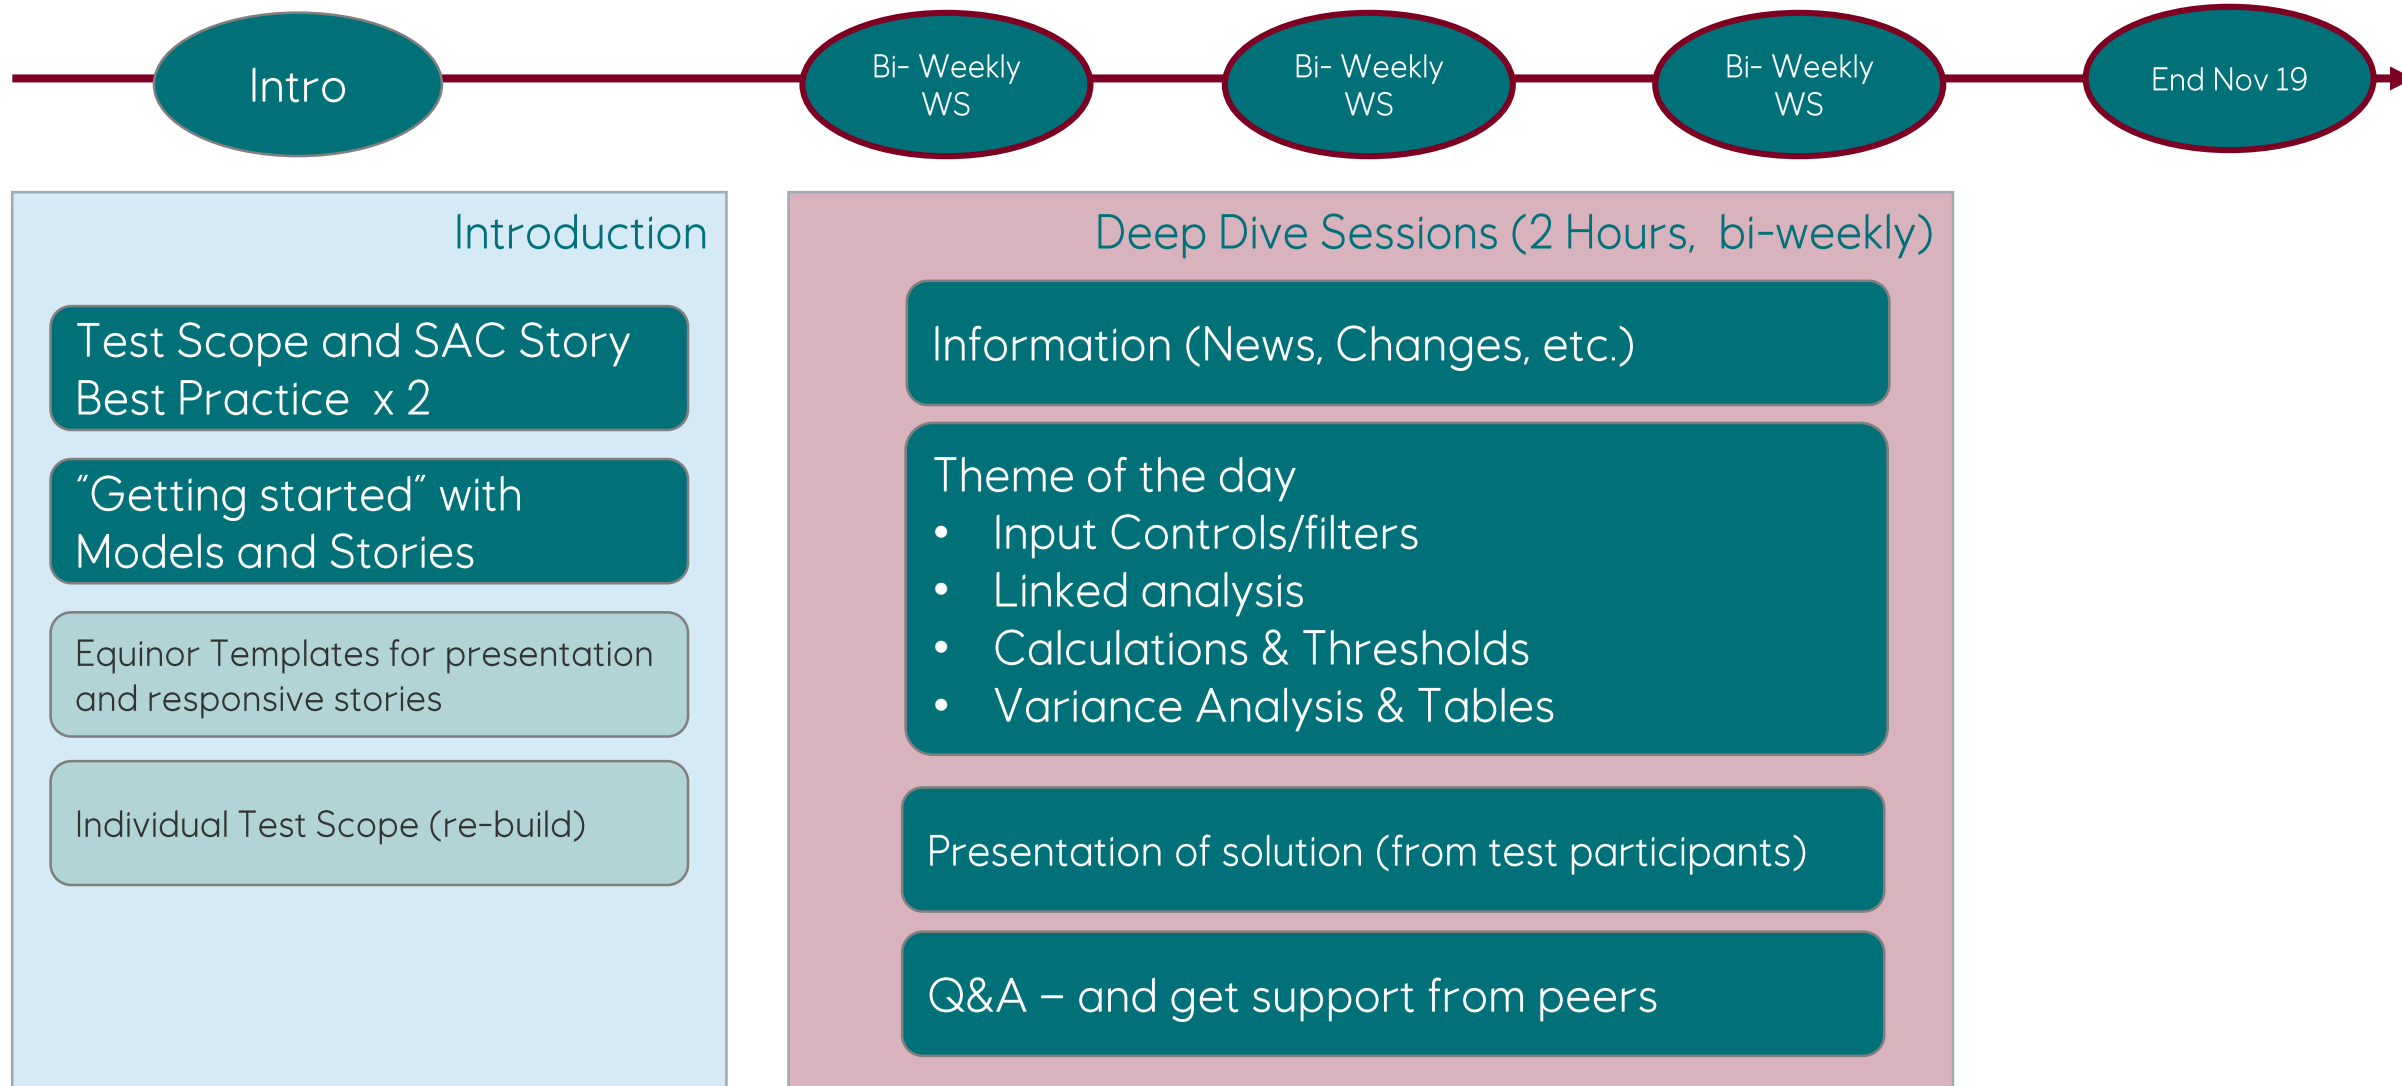 Intro
Bi- Weekly
WS
Bi- Weekly
WS
Bi- Weekly
WS
End Nov 19
Introduction
Test Scope and SAC Story
Best Practice  x 2
“Getting started” with
Models and Stories
Equinor Templates for presentation
and responsive stories
Individual Test Scope (re-build)
Deep Dive Sessions (2 Hours,  bi-weekly)
Information (News, Changes, etc.)
Theme of the day
• Input Controls/filters
• Linked analysis
• Calculations & Thresholds
• Variance Analysis & Tables
Presentation of solution (from test participants)
Q&A – and get support from peers